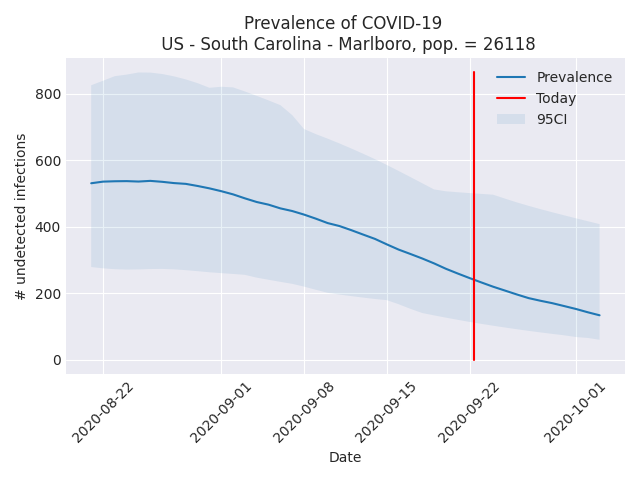 Prevalence of COVID-19
US - South Carolina - Marlboro, pop. = 26118
Prevalence
Today
95CI
800
600
400
200
0
# undetected infections
2020-08-22
2020-09-01
2020-09-08
2020-09-15
2020-09-22
2020-10-01
Date